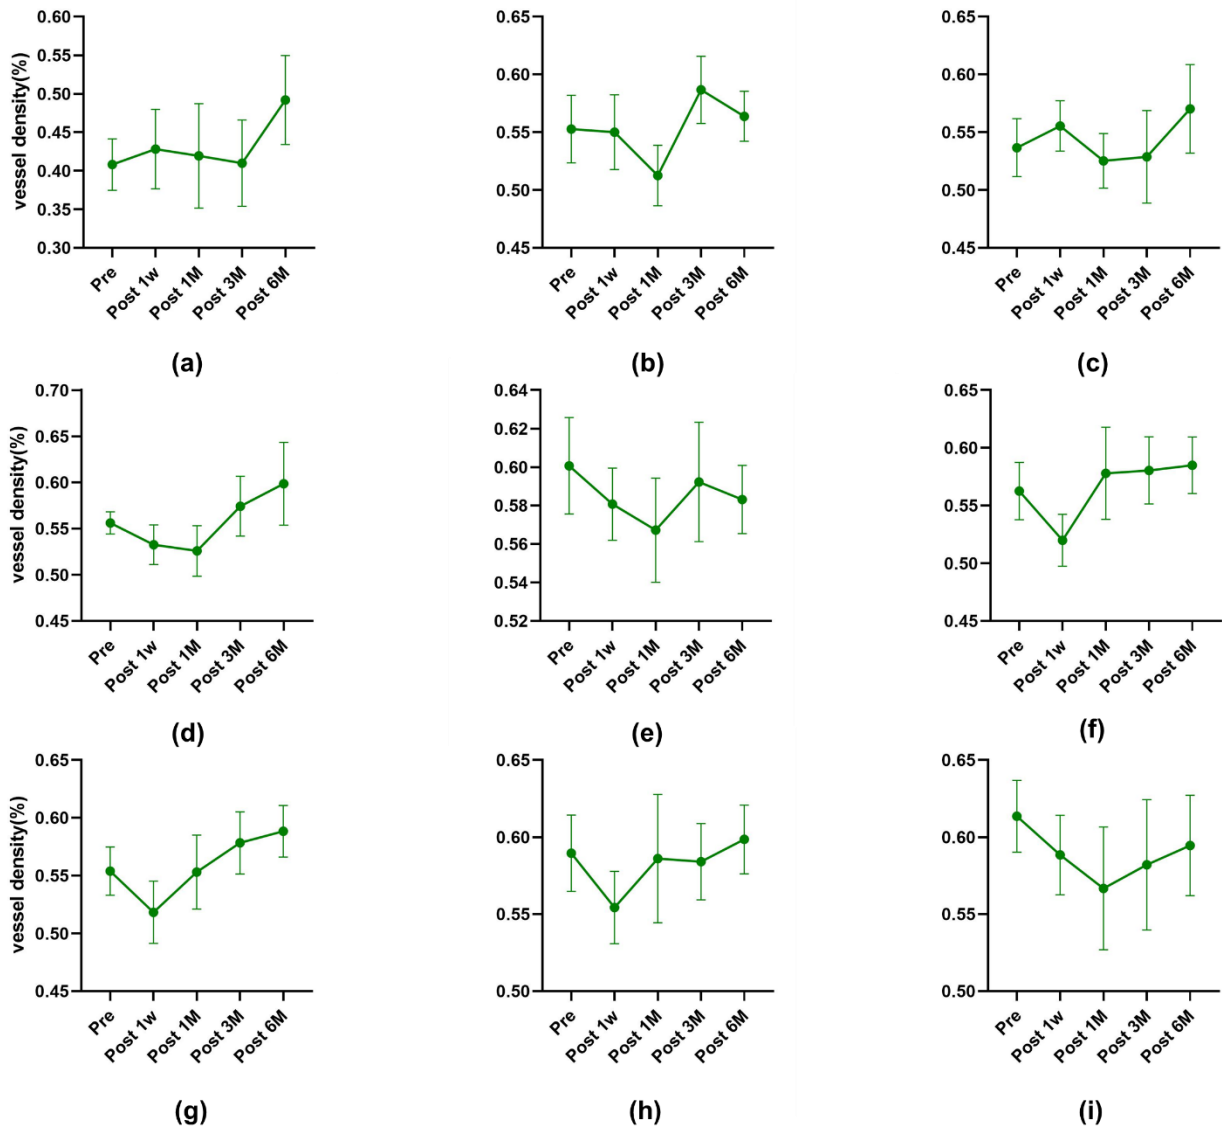 vessel density(%)
0.60
0.55
0.50
0.45
0.40
0.35
0.30
Pre
Post 1w
Post 1M
Post 3M
Post 6M
(a)
0.65
0.60
0.55
0.50
0.45
Pre
Post 1w
Post 1M
Post 3M
Post 6M
(b)
0.65
0.60
0.55
0.50
0.45
Pre
Post 1w
Post 1M
Post 3M
Post 6M
(c)
vessel density(%)
0.70
0.65
0.60
0.55
0.50
0.45
Pre
Post 1w
Post 1M
Post 3M
Post 6M
(d)
0.64
0.62
0.60
0.58
0.56
0.54
0.52
Pre
Post 1w
Post 1M
Post 3M
Post 6M
(e)
0.65
0.60
0.55
0.50
0.45
Pre
Post 1w
Post 1M
Post 3M
Post 6M
(f)
vessel density(%)
0.65
0.60
0.55
0.50
0.45
Pre
Post 1w
Post 1M
Post 3M
Post 6M
(g)
0.65
0.60
0.55
0.50
Pre
Post 1w
Post 1M
Post 3M
Post 6M
(h)
0.65
0.60
0.55
0.50
Pre
Post 1w
Post 1M
Post 3M
Post 6M
(i)